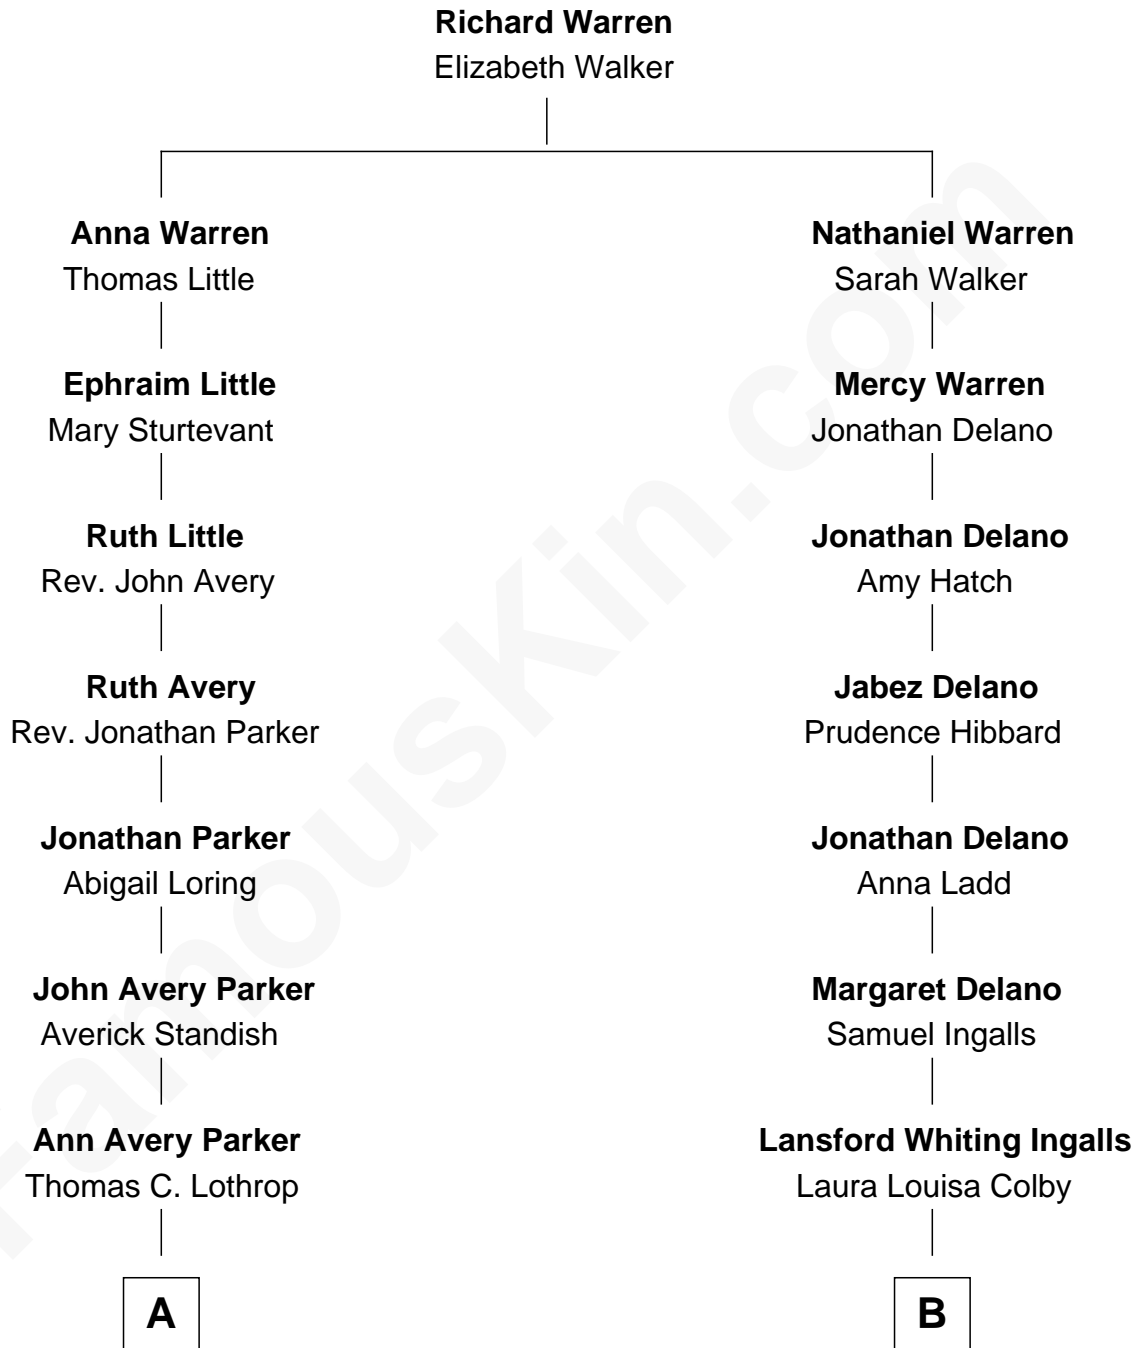 Richard Warren
Elizabeth Walker
Anna Warren
Thomas Little
Nathaniel Warren
Sarah Walker
Ephraim Little
Mary Sturtevant
Mercy Warren
Jonathan Delano
Ruth Little
Rev. John Avery
Jonathan Delano
Amy Hatch
Ruth Avery
Rev. Jonathan Parker
Jabez Delano
Prudence Hibbard
Jonathan Parker
Abigail Loring
Jonathan Delano
Anna Ladd
John Avery Parker
Averick Standish
Margaret Delano
Samuel Ingalls
Ann Avery Parker
Thomas C. Lothrop
Lansford Whiting Ingalls
Laura Louisa Colby
A
B
FamousKin.com